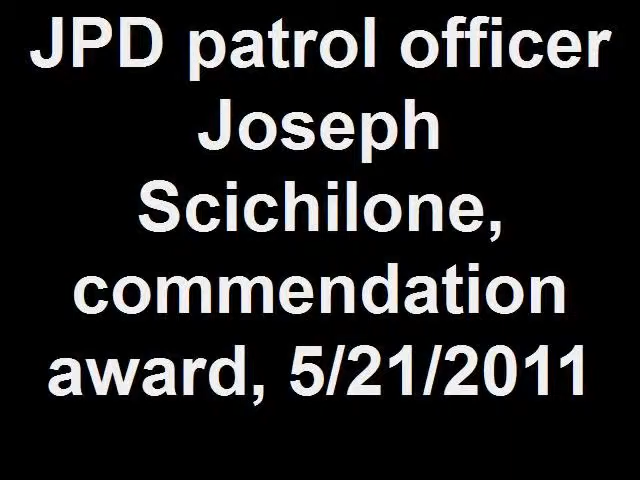 JPD patrol officer
Joseph
Scichilone,
commendation
award, 5/21/2011